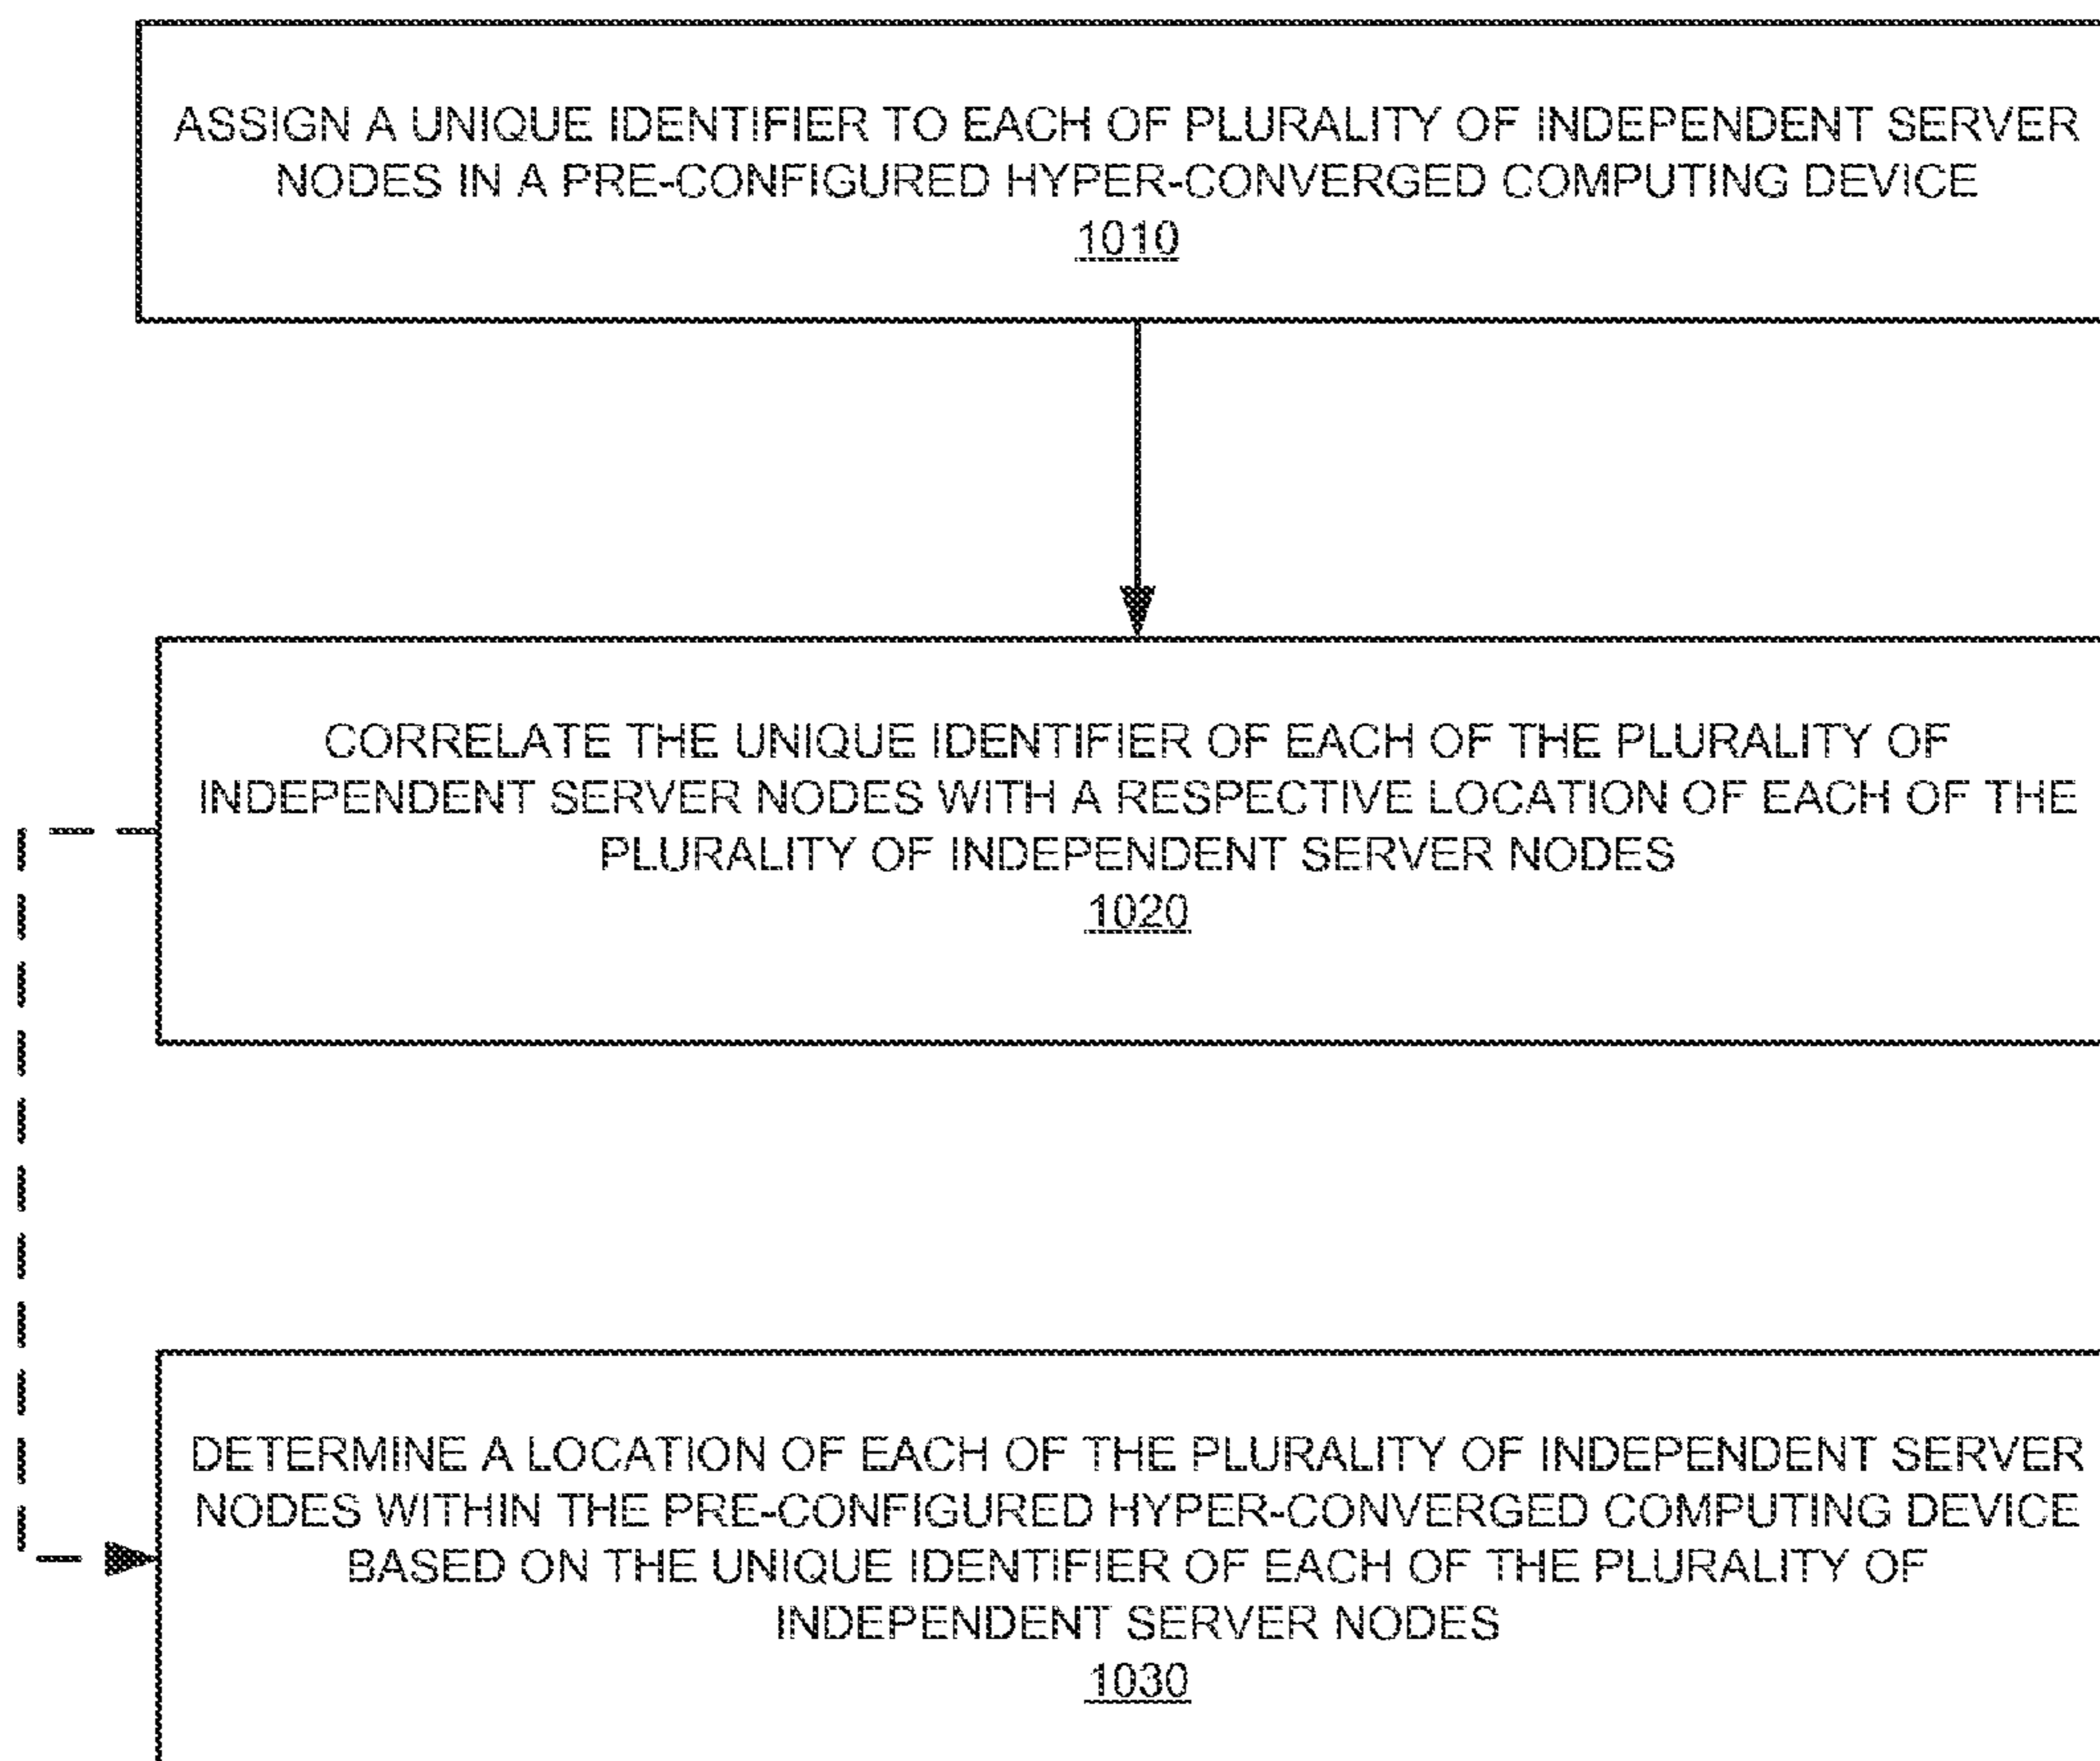 ASSIGN A UNIQUE IDENTIFIER TO EACH OF PLURALITY OF INDEPENDENT SERVER
NODES IN A PRE-CONFIGURED HYPER-CONVERGED COMPUTING DEVICE
1010
CORRELATE THE UNIQUE IDENTIFIER OF EACH OF THE PLURALITY OF
INDEPENDENT SERVER NODES WITH A RESPECTIVE LOCATION OF EACH OF THE
PLURALITY OF INDEPENDENT SERVER NODES
1020
DETERMINE A LOCATION OF EACH OF THE PLURALITY OF INDEPENDENT SERVER
NODES WITHIN THE PRE-CONFIGURED HYPER-CONVERGED COMPUTING DEVICE
BASED ON THE UNIQUE IDENTIFIER OF EACH OF THE PLURALITY OF
INDEPENDENT SERVER NODES
1030